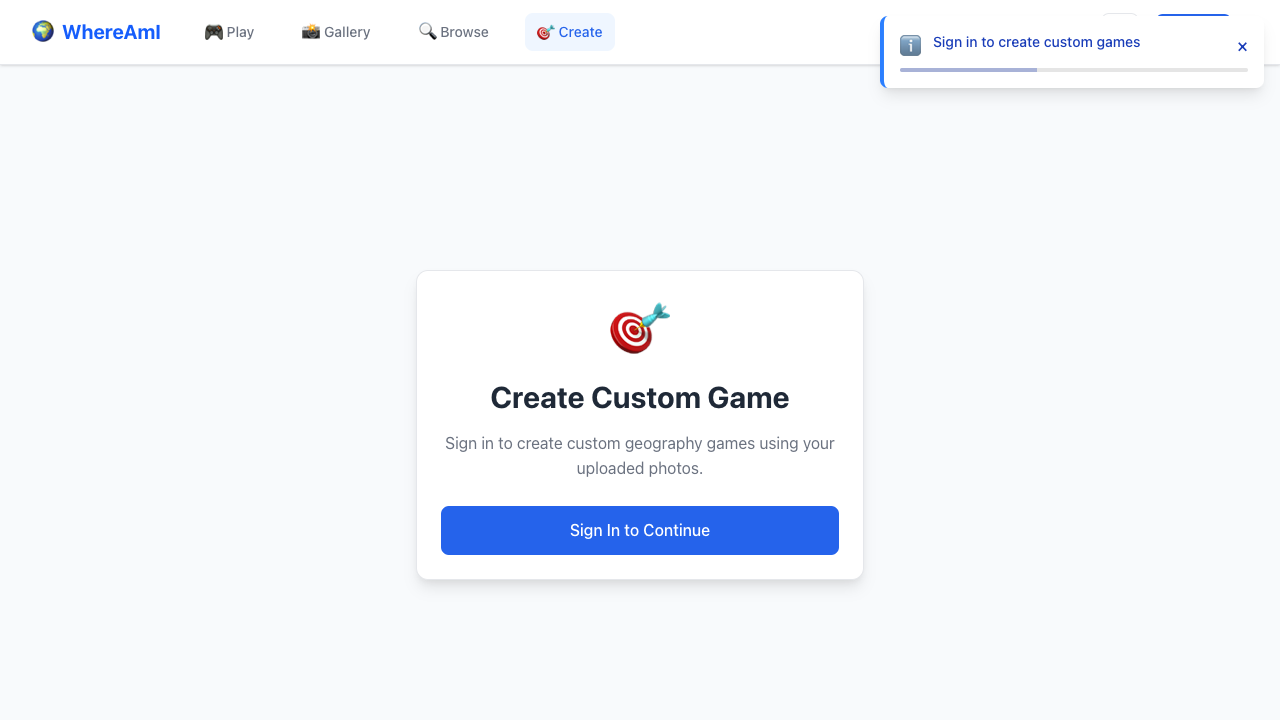 WhereAmI
Play
Gallery
Browse
Create
Sign in to create custom games
×
Create Custom Game
Sign in to create custom geography games using your
uploaded photos.
Sign In to Continue